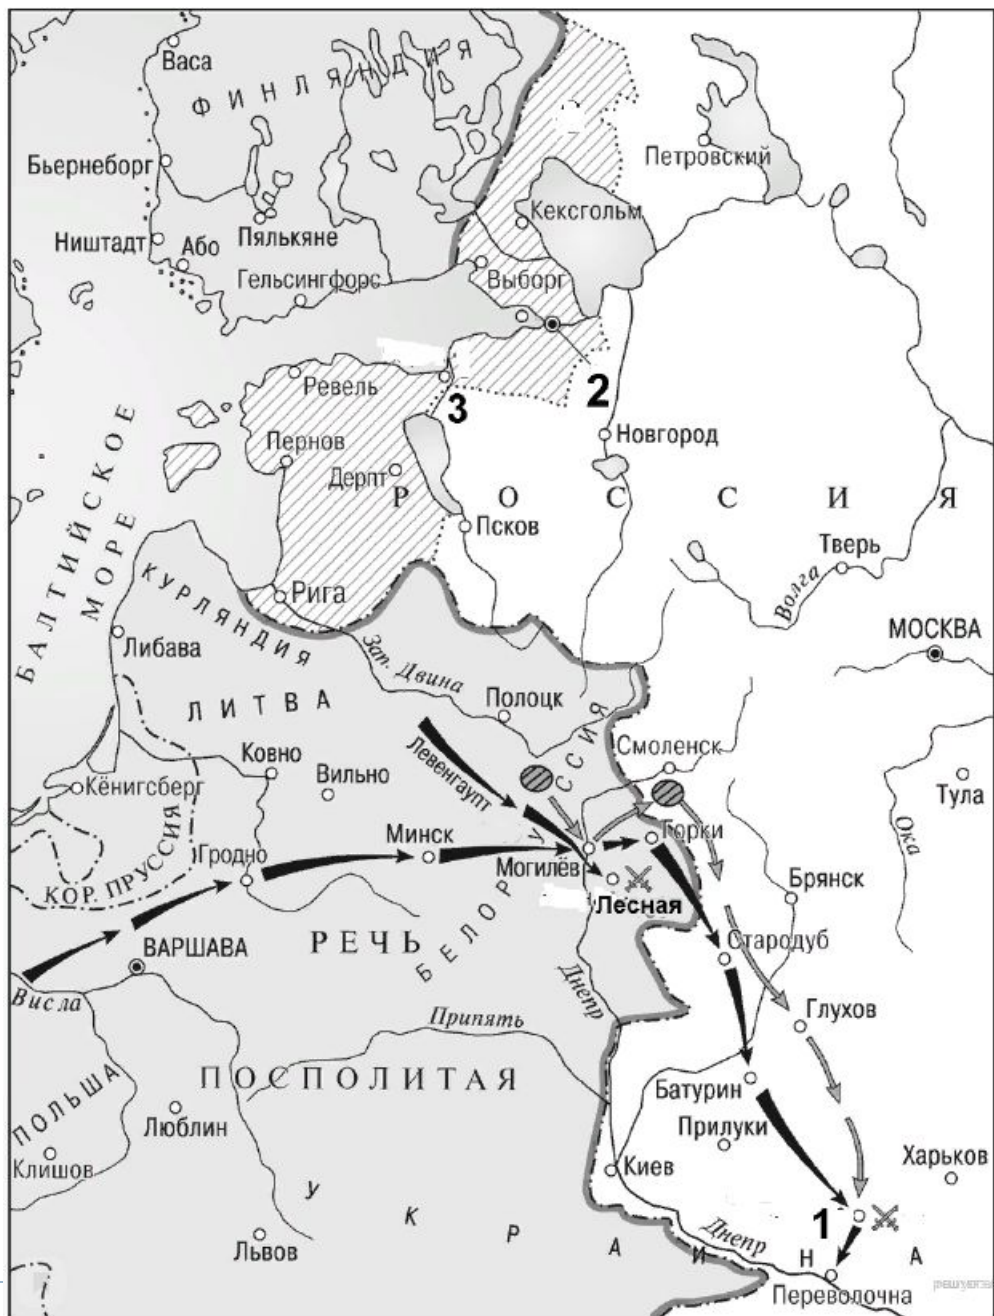 Васа
ФИНЛЯНДИЯ
Бьернеборг
Петровский
Кексгольм
Ништадт
Або
Пялькяне
Гельсингфорс
Выборг
2
Ревель
3
Новгород
Пернов
Дерпт
РОССИЯ
Псков
БАЛТИЙСКОЕ
МОРЕ
Тверь
Волга
Рига
КУРЛЯНДИЯ
МОСКВА
Либава
Зап. Двина
ЛИТВА
Полоцк
Смоленск
Ковно
Вильно
Левенгаупт
Кёнигсберг
Тула
Ока
КОР. ПРУССИЯ
Гродно
Минск
Могилёв
Горки
Лесная
Брянск
БЕЛОРУССИЯ
РЕЧЬ
ВАРШАВА
Стародуб
Висла
Днепр
Глухов
Припять
ПОСПОЛИТАЯ
ПОЛЬША
Батурин
Люблин
Прилуки
Клишов
Киев
Харьков
УКРАИНА
1
Днепр
Львов
Переволочна